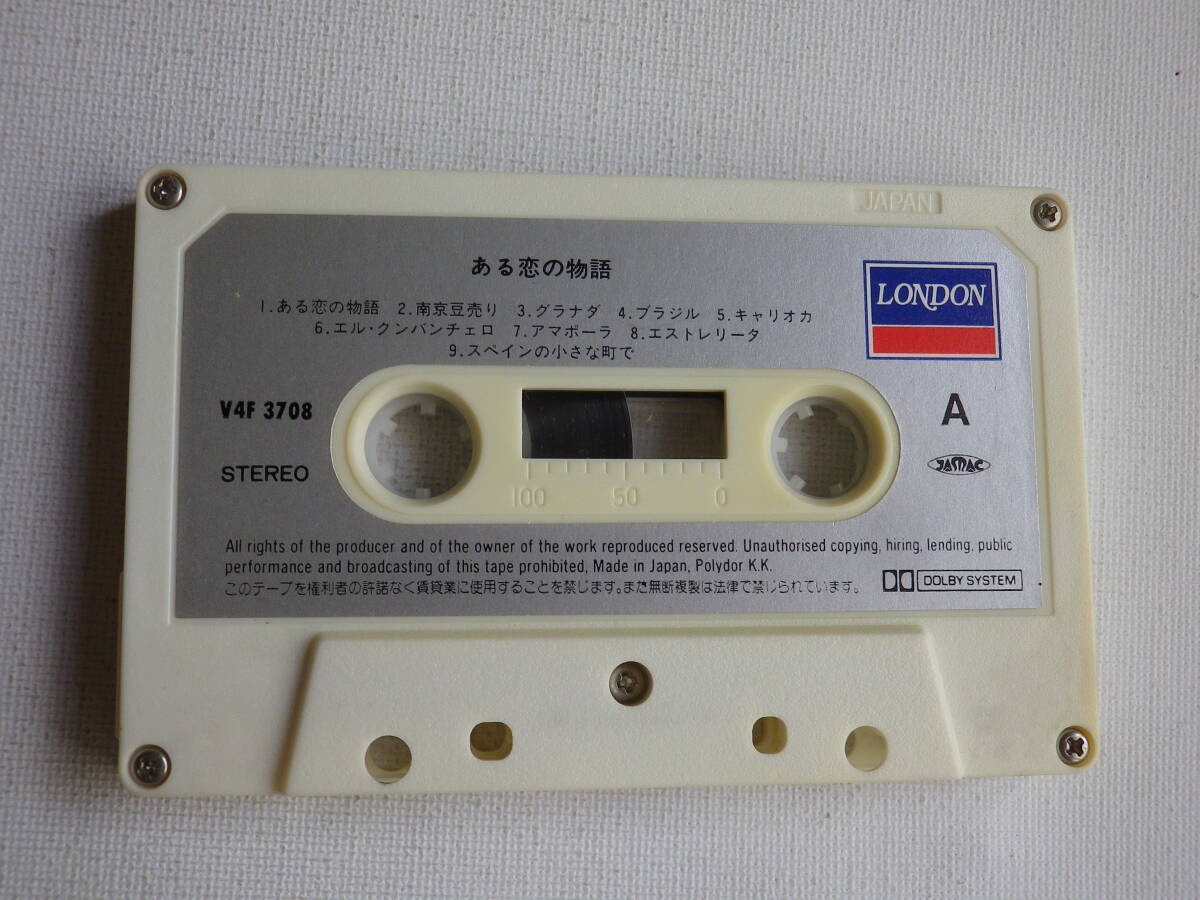 JAPAN
ある恋の物語
1.ある恋の物語 2.南京豆売り 3.グラナダ 4.ブラジル 5.キャリオカ
6.エル・クンバンチェロ 7.アマポーラ 8.エストレリータ
9.スペインの小さな町で
LONDON
V4F 3708
A
STEREO
JAMAC
100 50 0
All rights of the producer and of the owner of the work reproduced reserved. Unauthorised copying, hiring, lending, public
performance and broadcasting of this tape prohibited, Made in Japan, Polydor K.K.
このテープを権利者の許諾なく賃貸業に使用することを禁じます。また無断複製は法律で禁じられています。
DOLBY SYSTEM